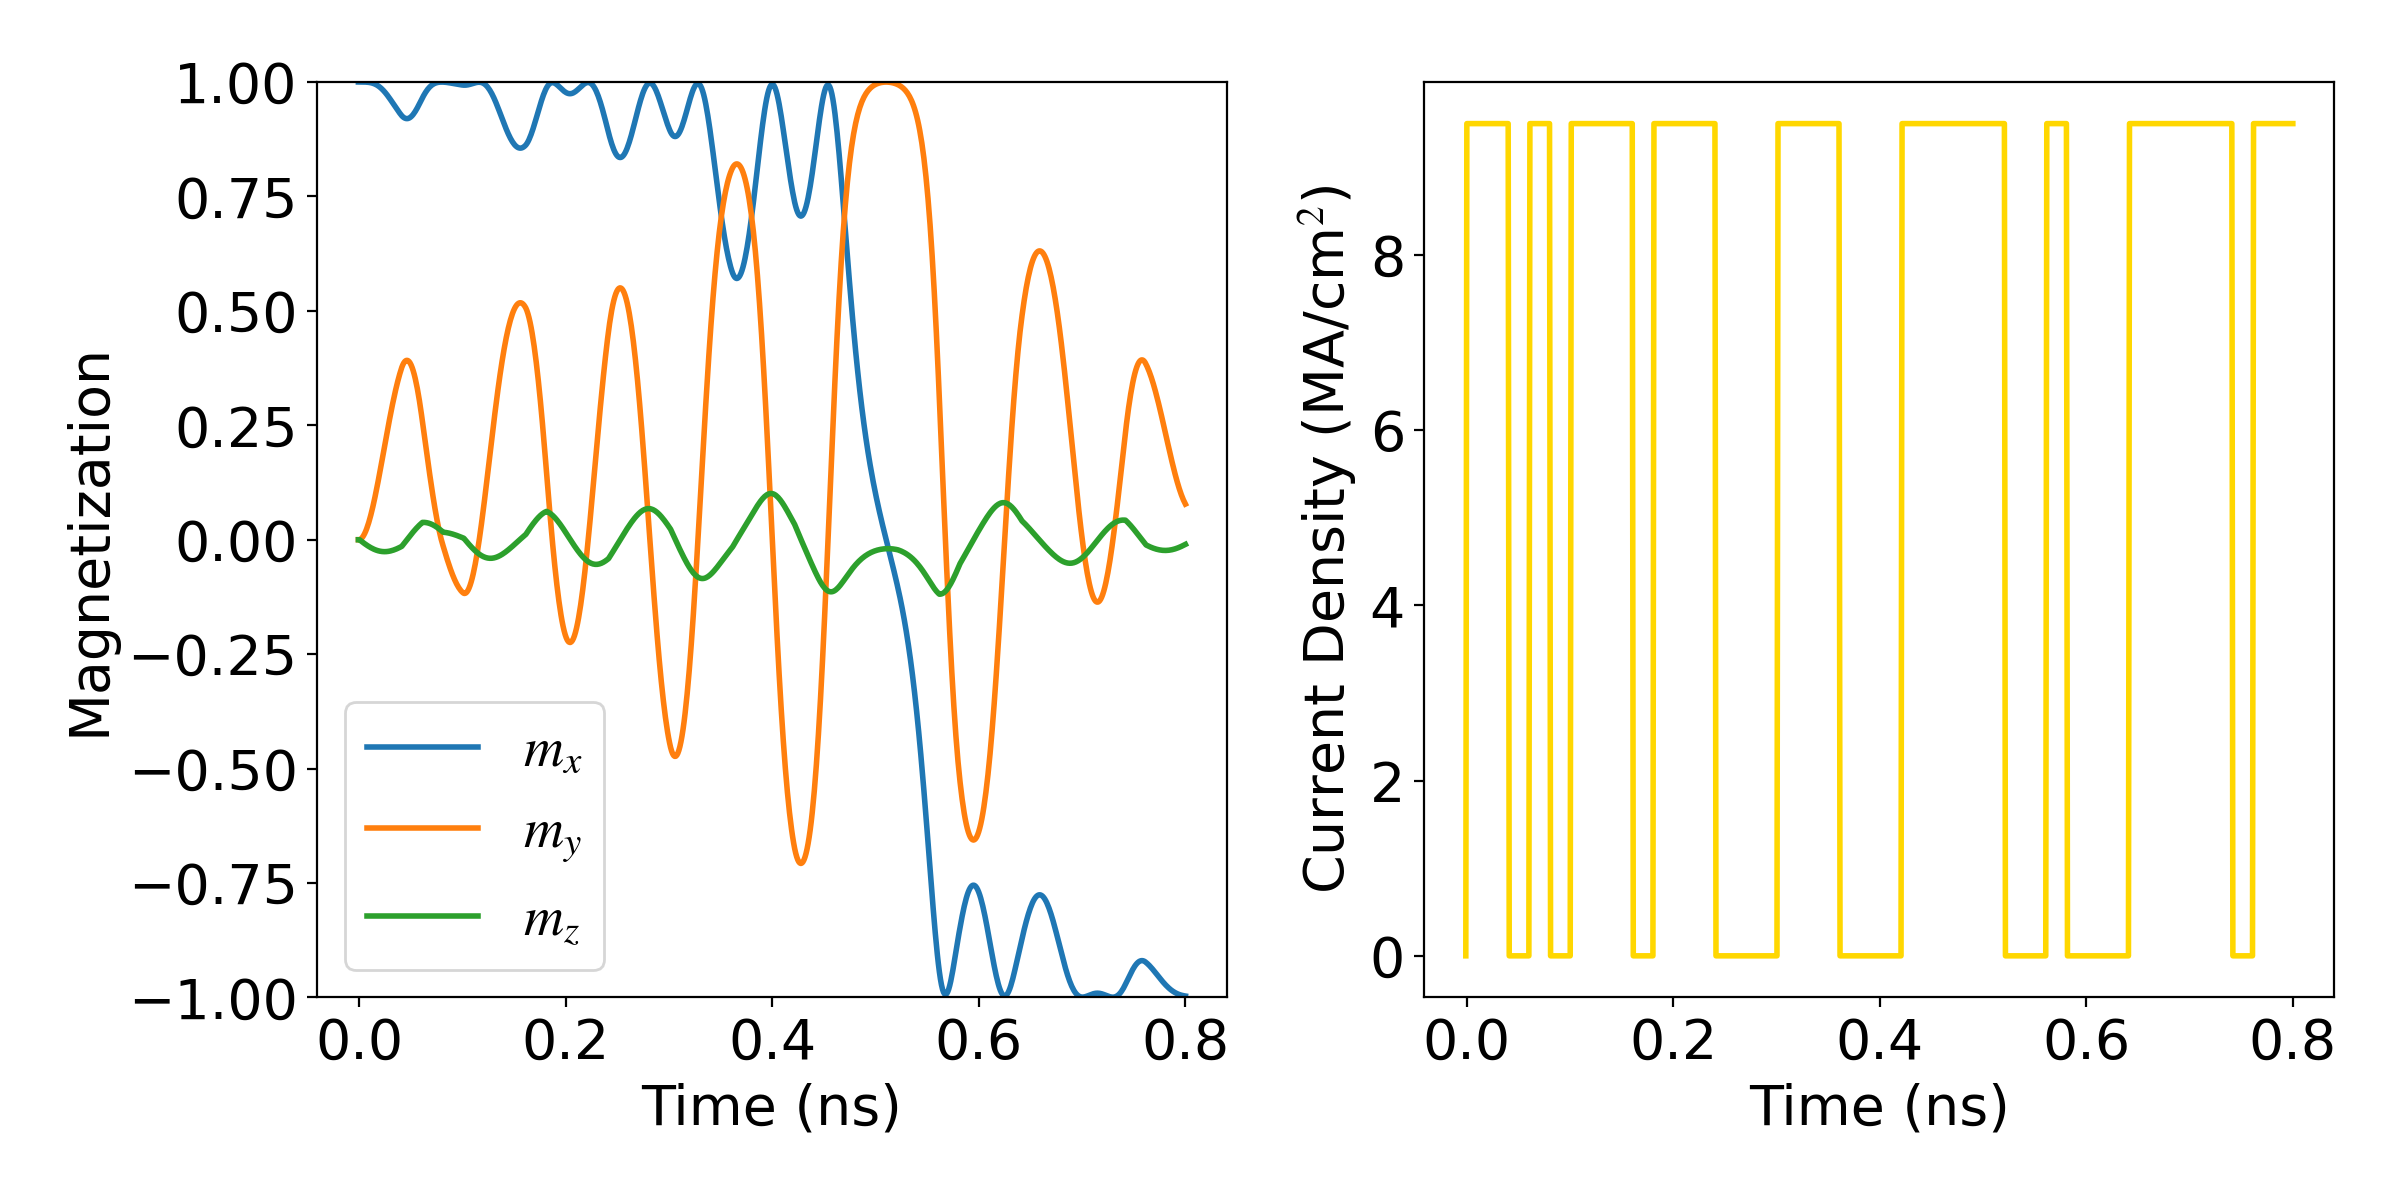 Magnetization
1.00
0.75
0.50
0.25
0.00
−0.25
−0.50
−0.75
−1.00
m_x
m_y
m_z
0.0 0.2 0.4 0.6 0.8
Time (ns)
Current Density (MA/cm²)
8
6
4
2
0
0.0 0.2 0.4 0.6 0.8
Time (ns)